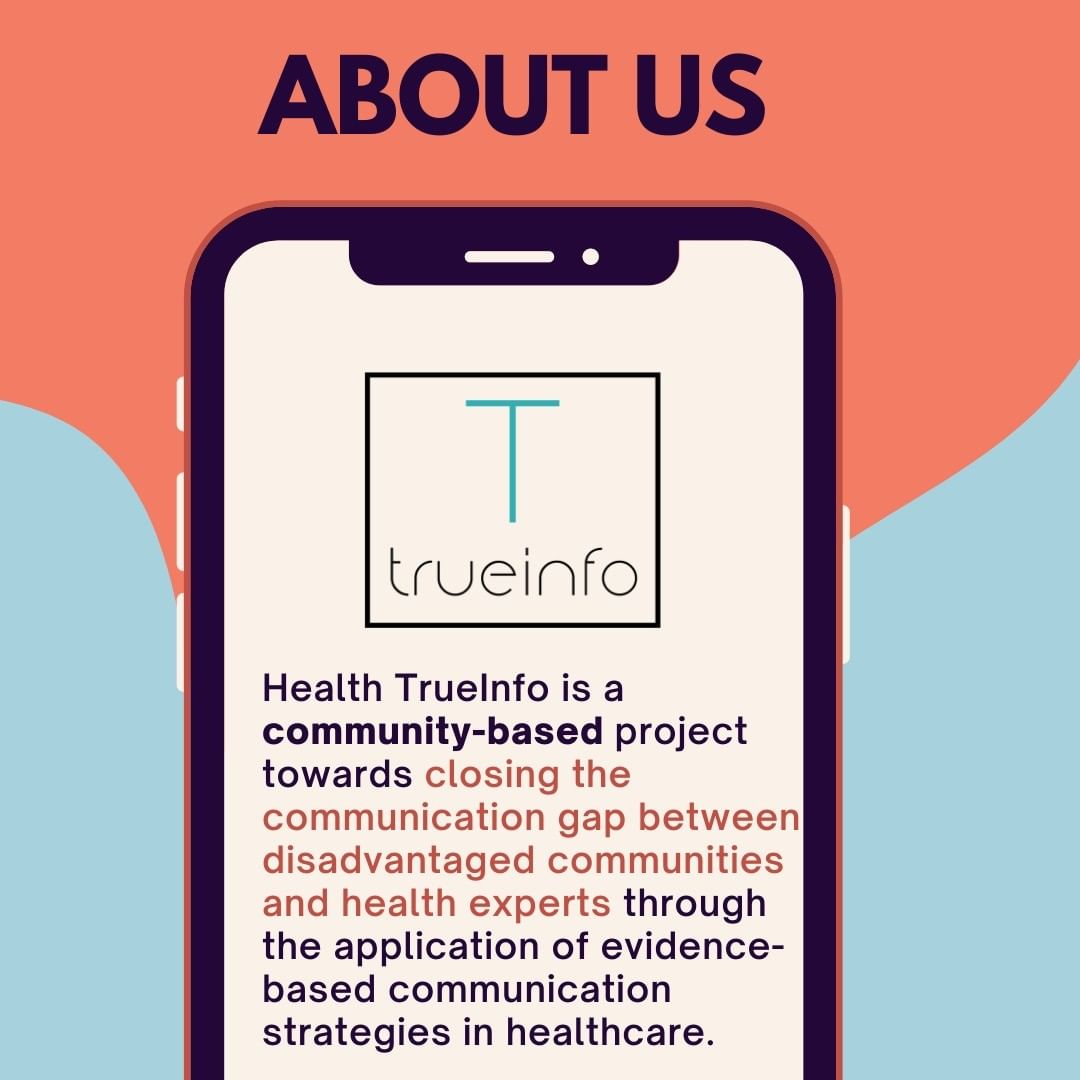 ABOUT US
T
trueinfo
Health TrueInfo is a
community-based project
towards closing the
communication gap between
disadvantaged communities
and health experts through
the application of evidence-
based communication
strategies in healthcare.